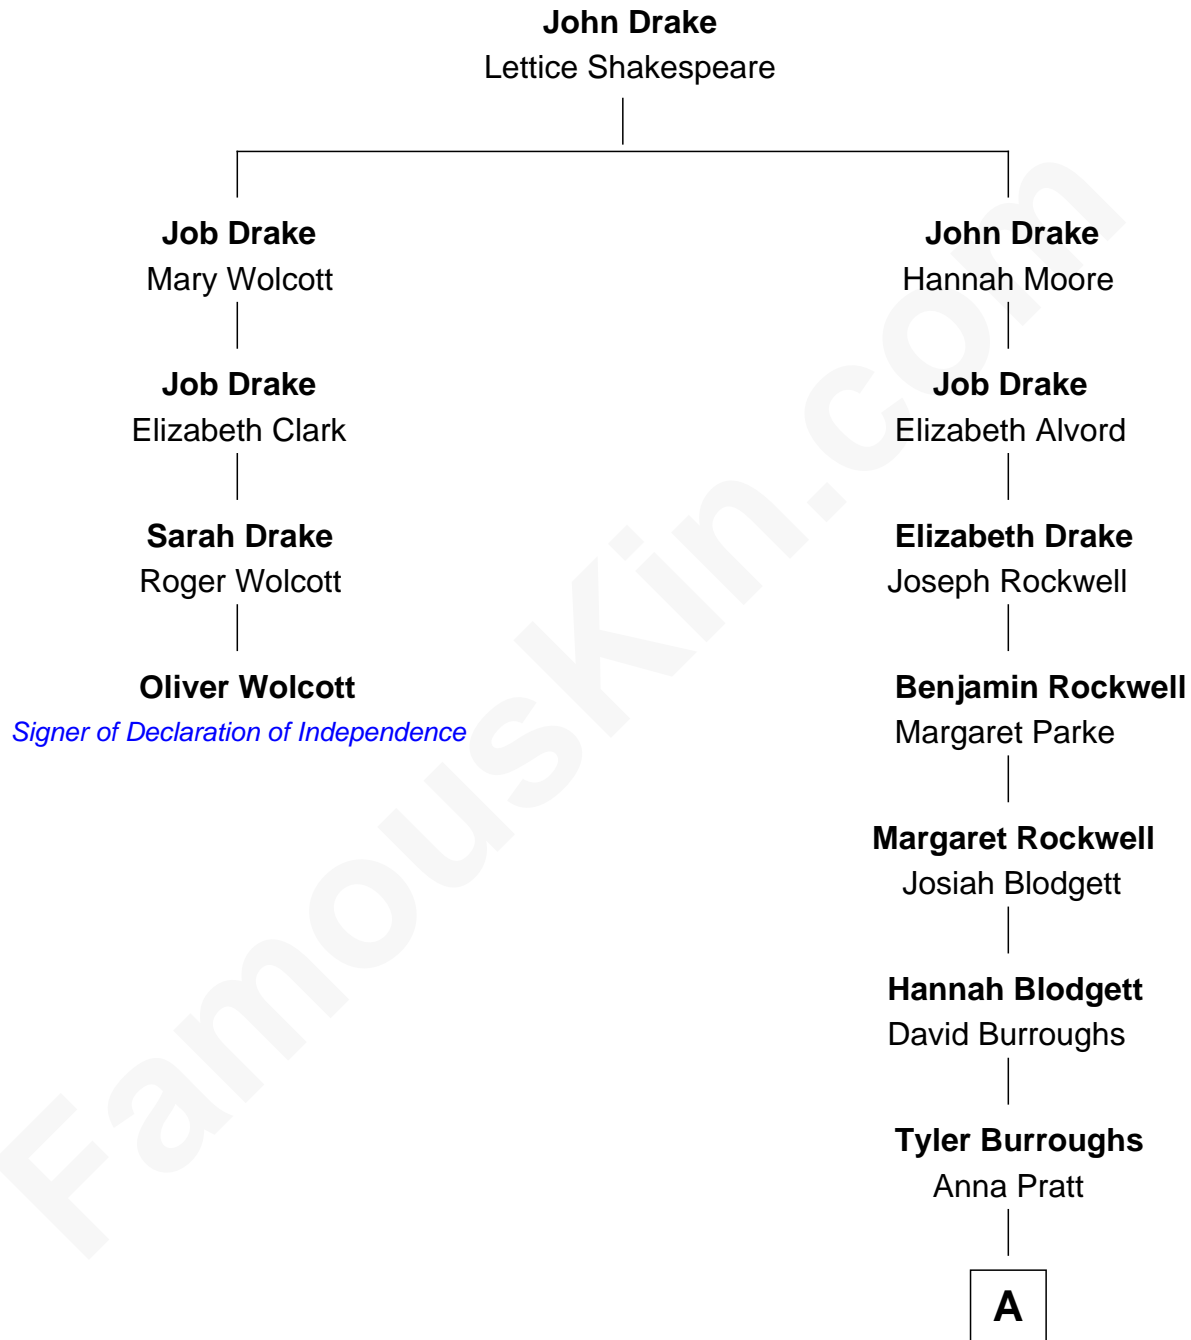 John Drake
Lettice Shakespeare
Job Drake
Mary Wolcott
Job Drake
Elizabeth Clark
Sarah Drake
Roger Wolcott
Oliver Wolcott
Signer of Declaration of Independence
John Drake
Hannah Moore
Job Drake
Elizabeth Alvord
Elizabeth Drake
Joseph Rockwell
Benjamin Rockwell
Margaret Parke
Margaret Rockwell
Josiah Blodgett
Hannah Blodgett
David Burroughs
Tyler Burroughs
Anna Pratt
A
FamousKin.com